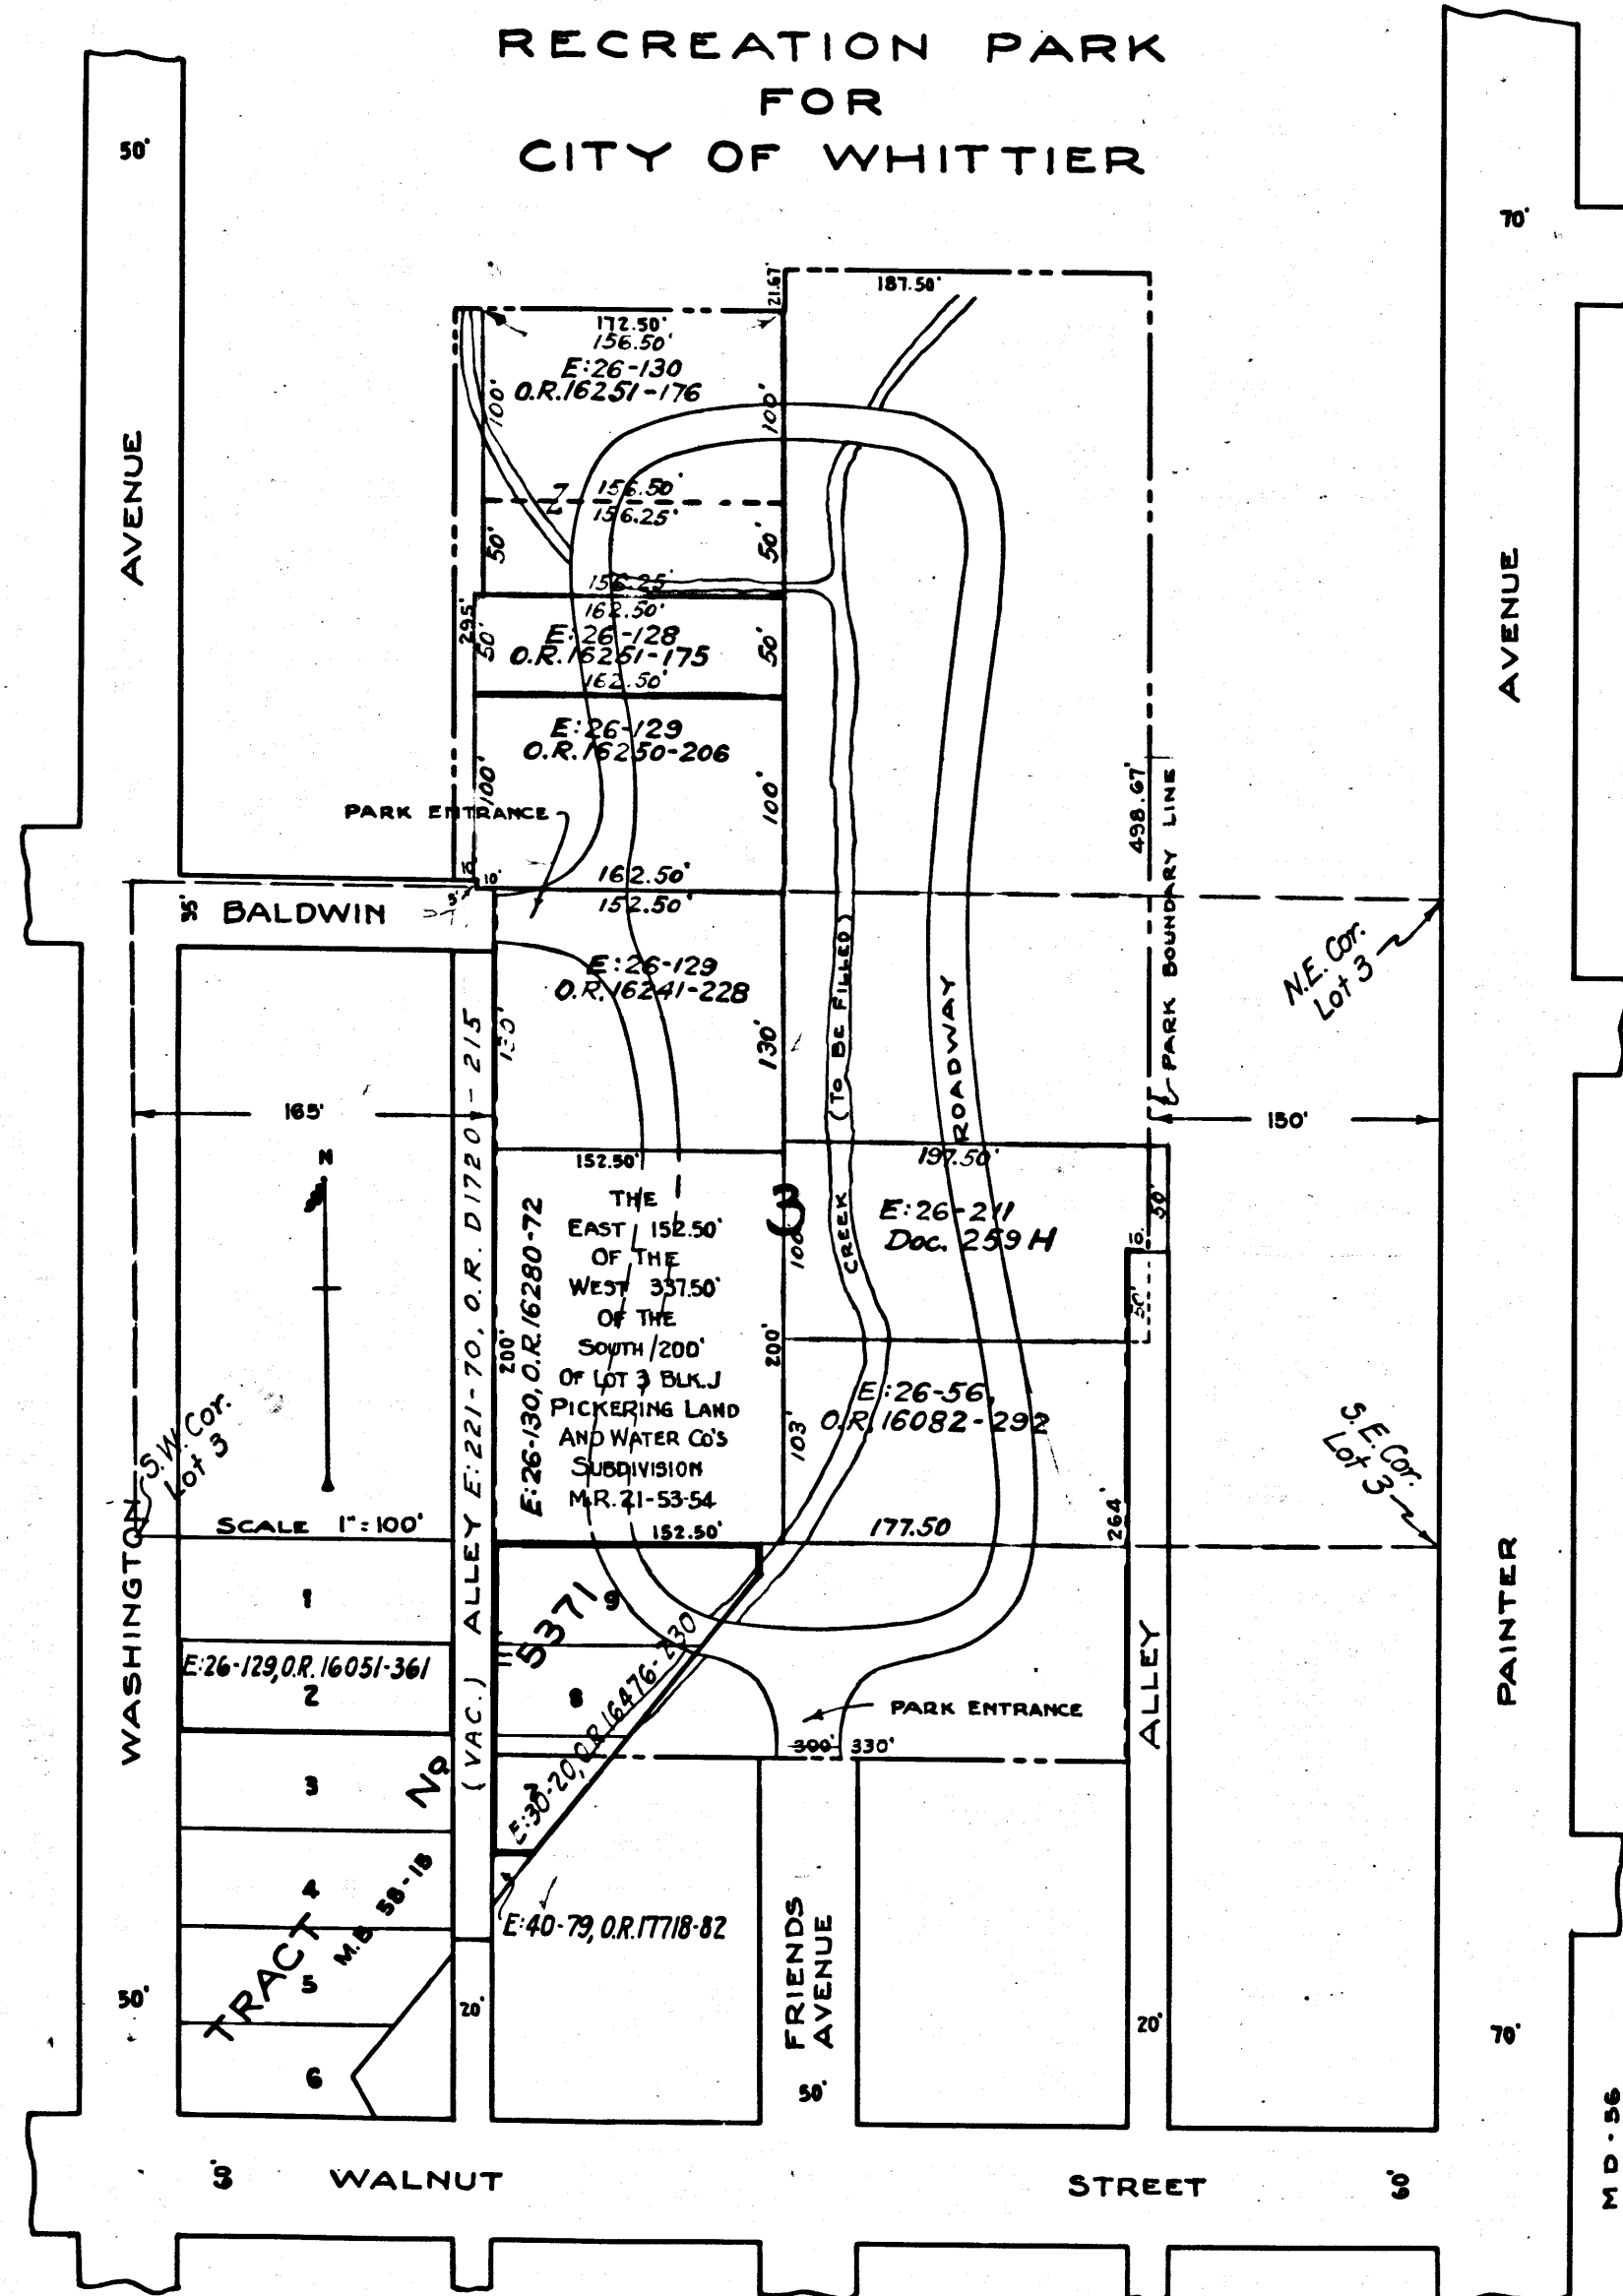 RECREATION PARK
FOR
CITY OF WHITTIER
50'
70'
AVENUE
AVENUE
187.50'
21.67'
172.50'
156.50'
E:26-130
O.R.16251-176
100'
100'
156.50'
156.25'
50'
50'
156.25'
162.50'
295'
50'
E:26-128
O.R.16251-175
50'
162.50'
E:26-129
O.R.16250-206
100'
100'
PARK ENTRANCE
498.67'
PARK BOUNDARY LINE
162.50'
10'
5'
35'
BALDWIN
152.50'
E:26-129
O.R.16241-228
130'
N.E. Cor.
Lot 3
CREEK (TO BE FILLED)
ROADWAY
165'
150'
N
152.50'
197.50'
THE
EAST 152.50'
OF THE
WEST 337.50'
OF THE
SOUTH 200'
OF LOT 3 BLK.J
PICKERING LAND
AND WATER CO'S
SUBDIVISION
M.R. 21-53-54
152.50'
E:26-130, O.R.16280-72
200'
200'
3
100'
E:26-211
Doc. 259 H
50'
50'
E:26-56,
O.R. 16082-292
103'
177.50
264'
S.W. Cor.
Lot 3
S.E. Cor.
Lot 3
SCALE 1"=100'
(VAC.) ALLEY E:221-70, O.R. D1720-215
WASHINGTON
PAINTER
1
E:26-129,O.R.16051-361
2
3
4
5
6
TRACT No 5371
M.B. 58-18
9
8
7
E:30-20, O.R.16476-230
PARK ENTRANCE
300' 330'
ALLEY
E:40-79, O.R.17718-82
FRIENDS
AVENUE
50'
20'
20'
50'
70'
60'
WALNUT
STREET
60'
M D - 56